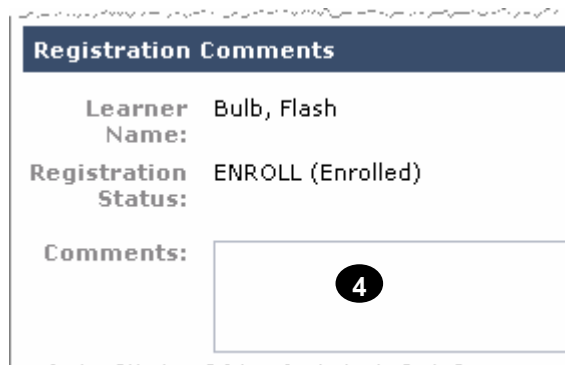 Registration Comments
Learner Name: Bulb, Flash
Registration Status: ENROLL (Enrolled)
Comments:
4